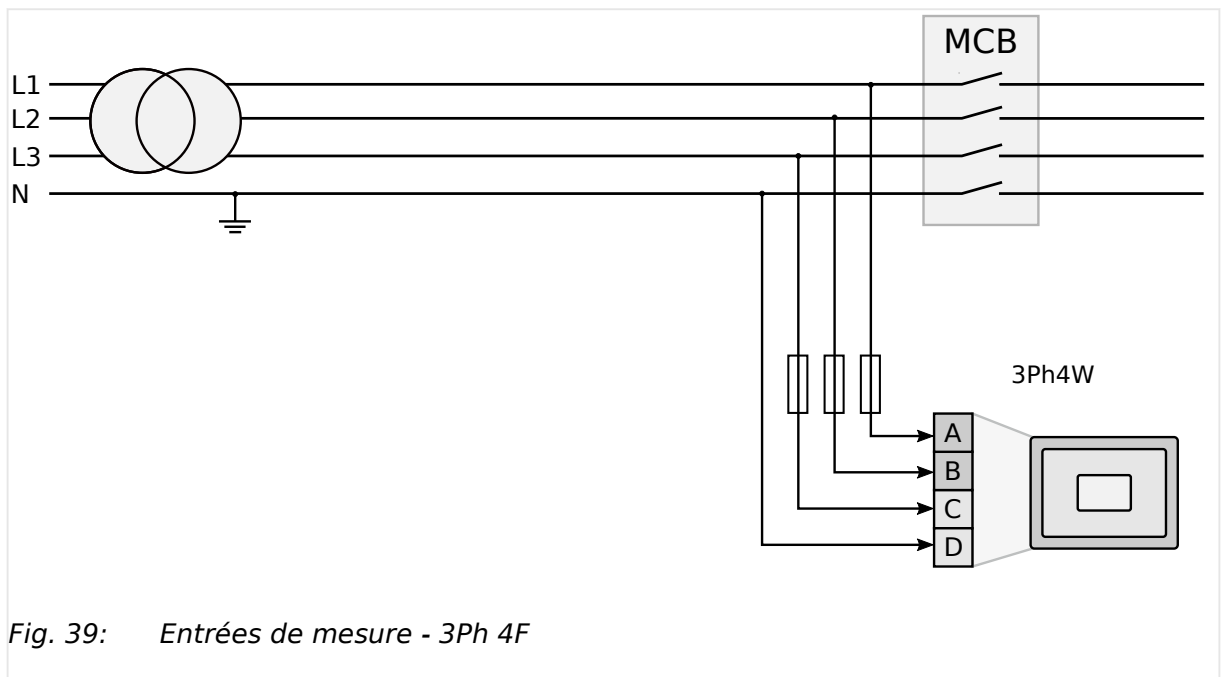 MCB
L1
L2
L3
N
3Ph4W
A
B
C
D
Fig. 39: Entrées de mesure - 3Ph 4F